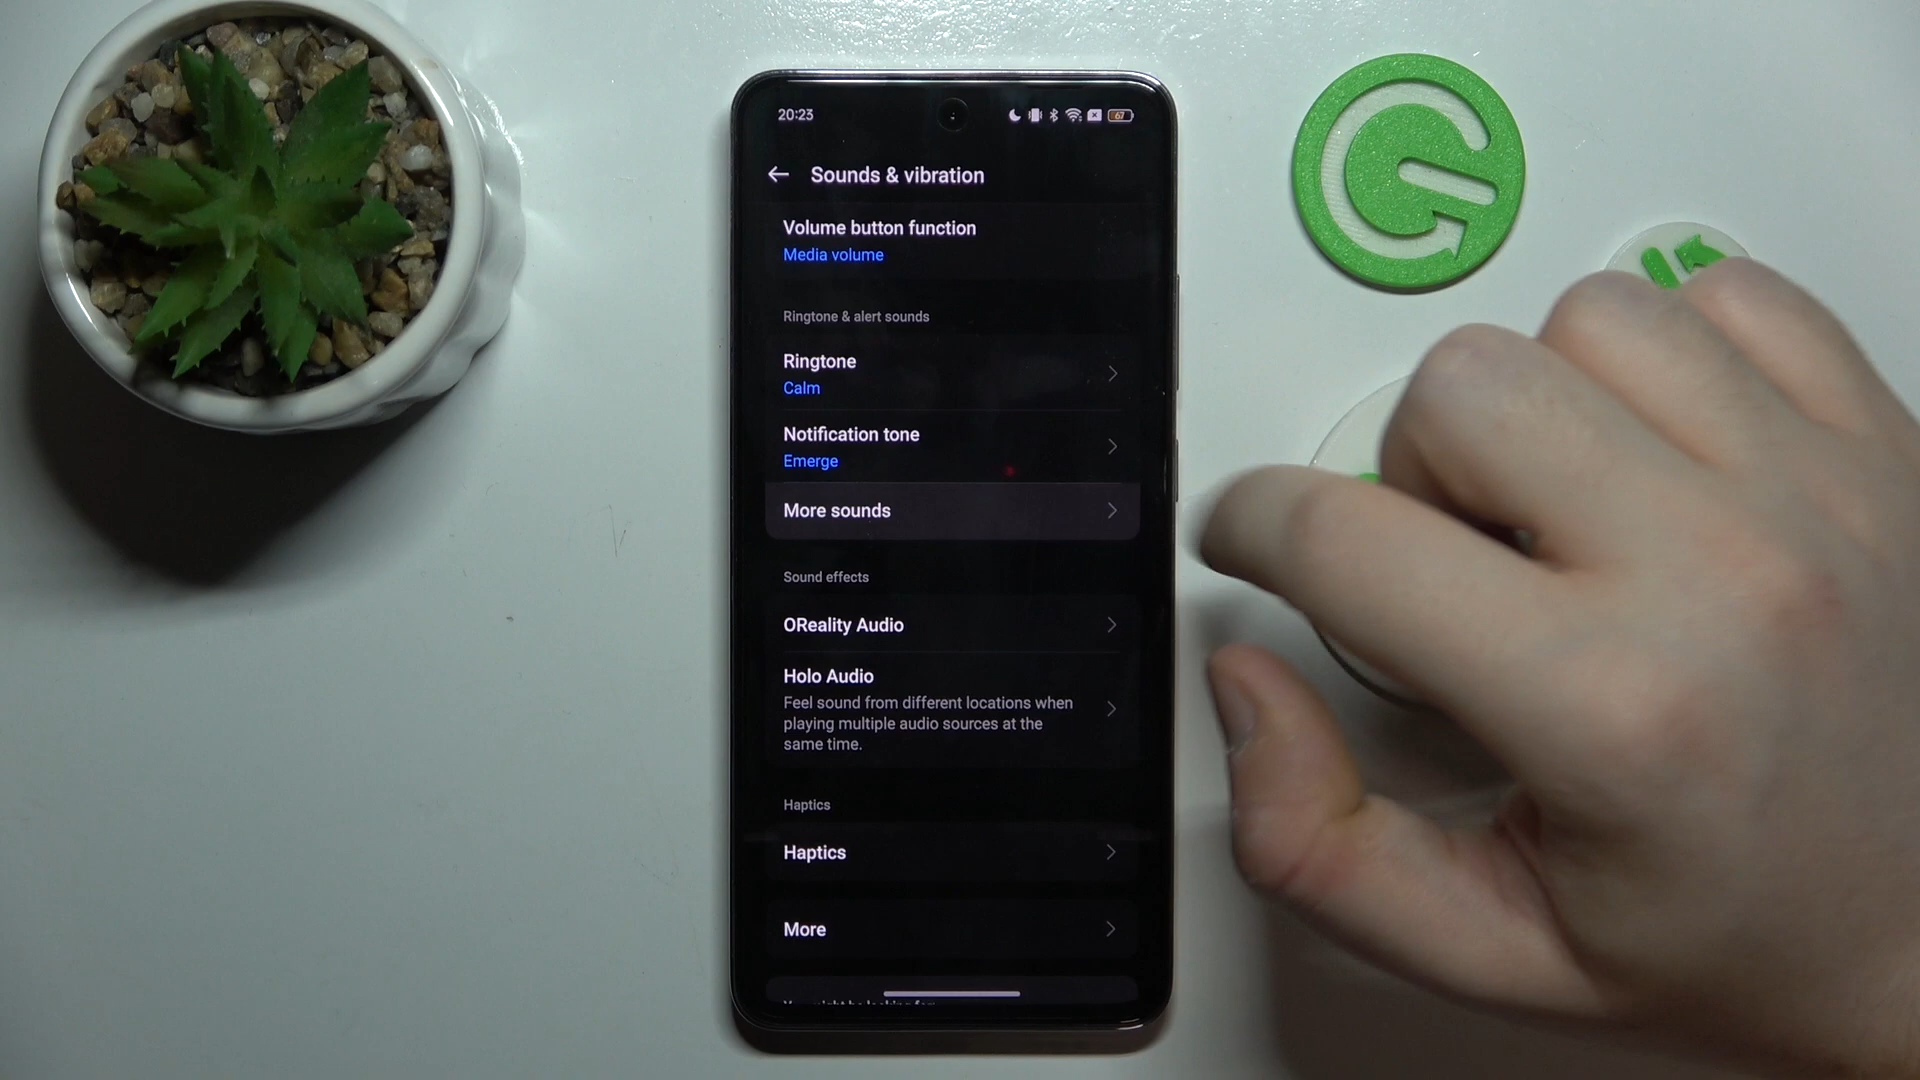 20:23
67
Sounds & vibration
Volume button function
Media volume
Ringtone & alert sounds
Ringtone
Calm
Notification tone
Emerge
More sounds
Sound effects
OReality Audio
Holo Audio
Feel sound from different locations when
playing multiple audio sources at the
same time.
Haptics
Haptics
More